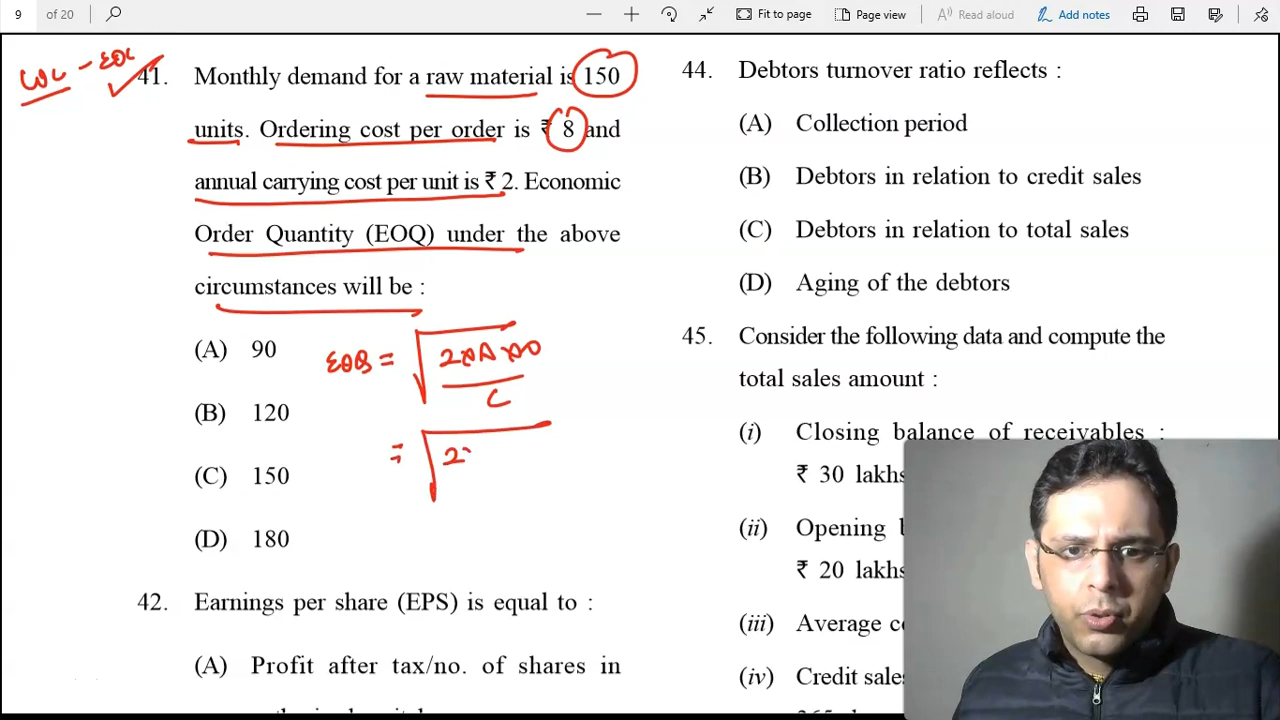 9 of 20 Fit to page Page view Read aloud Add notes
41. Monthly demand for a raw material is 150
units. Ordering cost per order is ₹ 8 and
annual carrying cost per unit is ₹ 2. Economic
Order Quantity (EOQ) under the above
circumstances will be :
(A) 90
(B) 120
(C) 150
(D) 180
EOQ = √ 2×A×O
C
= √ 2
42. Earnings per share (EPS) is equal to :
(A) Profit after tax/no. of shares in
44. Debtors turnover ratio reflects :
(A) Collection period
(B) Debtors in relation to credit sales
(C) Debtors in relation to total sales
(D) Aging of the debtors
45. Consider the following data and compute the
total sales amount :
(i) Closing balance of receivables :
₹ 30 lakhs
(ii) Opening
₹ 20 lakhs
(iii) Average
(iv) Credit